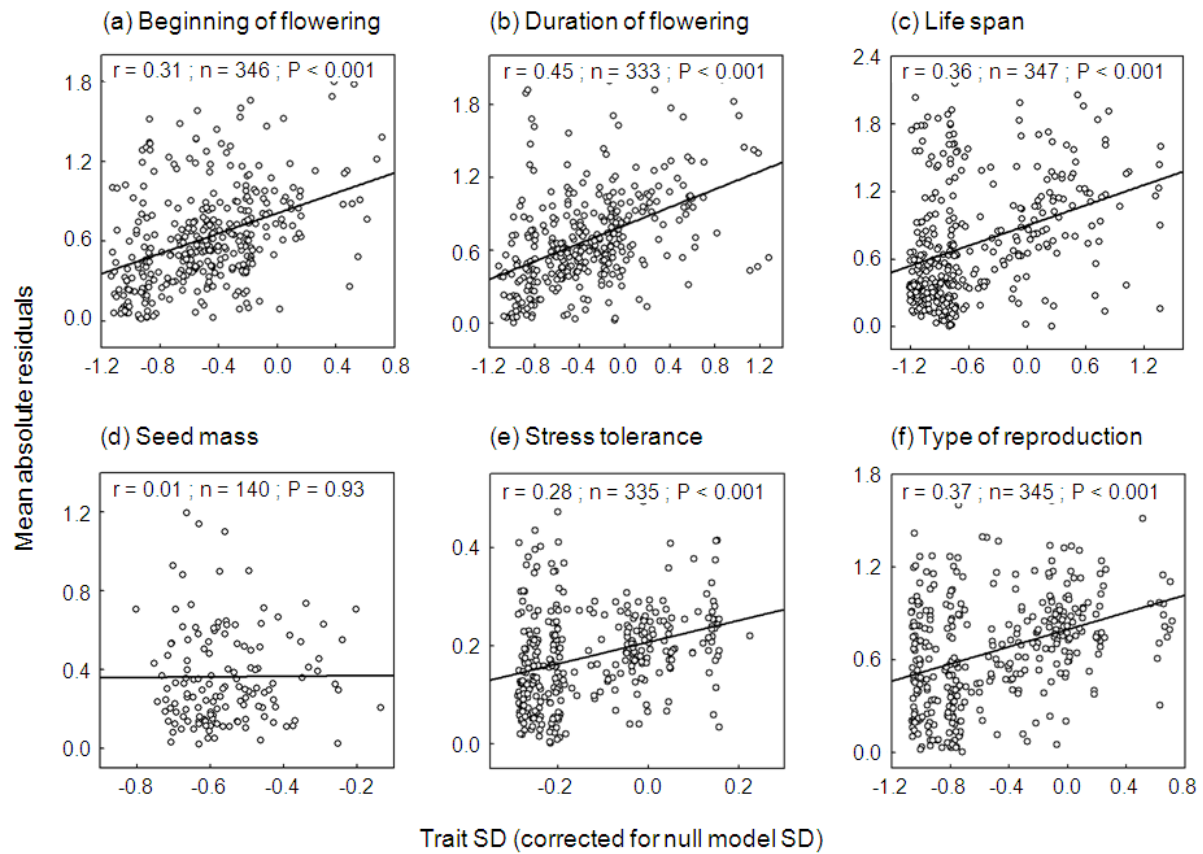 (a) Beginning of flowering
(b) Duration of flowering
(c) Life span
r = 0.31 ; n = 346 ; P < 0.001
r = 0.45 ; n = 333 ; P < 0.001
r = 0.36 ; n = 347 ; P < 0.001
1.8
1.2
0.6
0.0
-1.2 -0.8 -0.4 0.0 0.4 0.8
1.8
1.2
0.6
0.0
-1.2 -0.8 -0.4 0.0 0.4 0.8 1.2
2.4
1.8
1.2
0.6
0.0
-1.2 -0.6 0.0 0.6 1.2
Mean absolute residuals
(d) Seed mass
(e) Stress tolerance
(f) Type of reproduction
r = 0.01 ; n = 140 ; P = 0.93
r = 0.28 ; n = 335 ; P < 0.001
r = 0.37 ; n= 345 ; P < 0.001
1.2
0.8
0.4
0.0
-0.8 -0.6 -0.4 -0.2
0.4
0.2
0.0
-0.2 0.0 0.2
1.8
1.2
0.6
0.0
-1.2 -0.8 -0.4 0.0 0.4 0.8
Trait SD (corrected for null model SD)